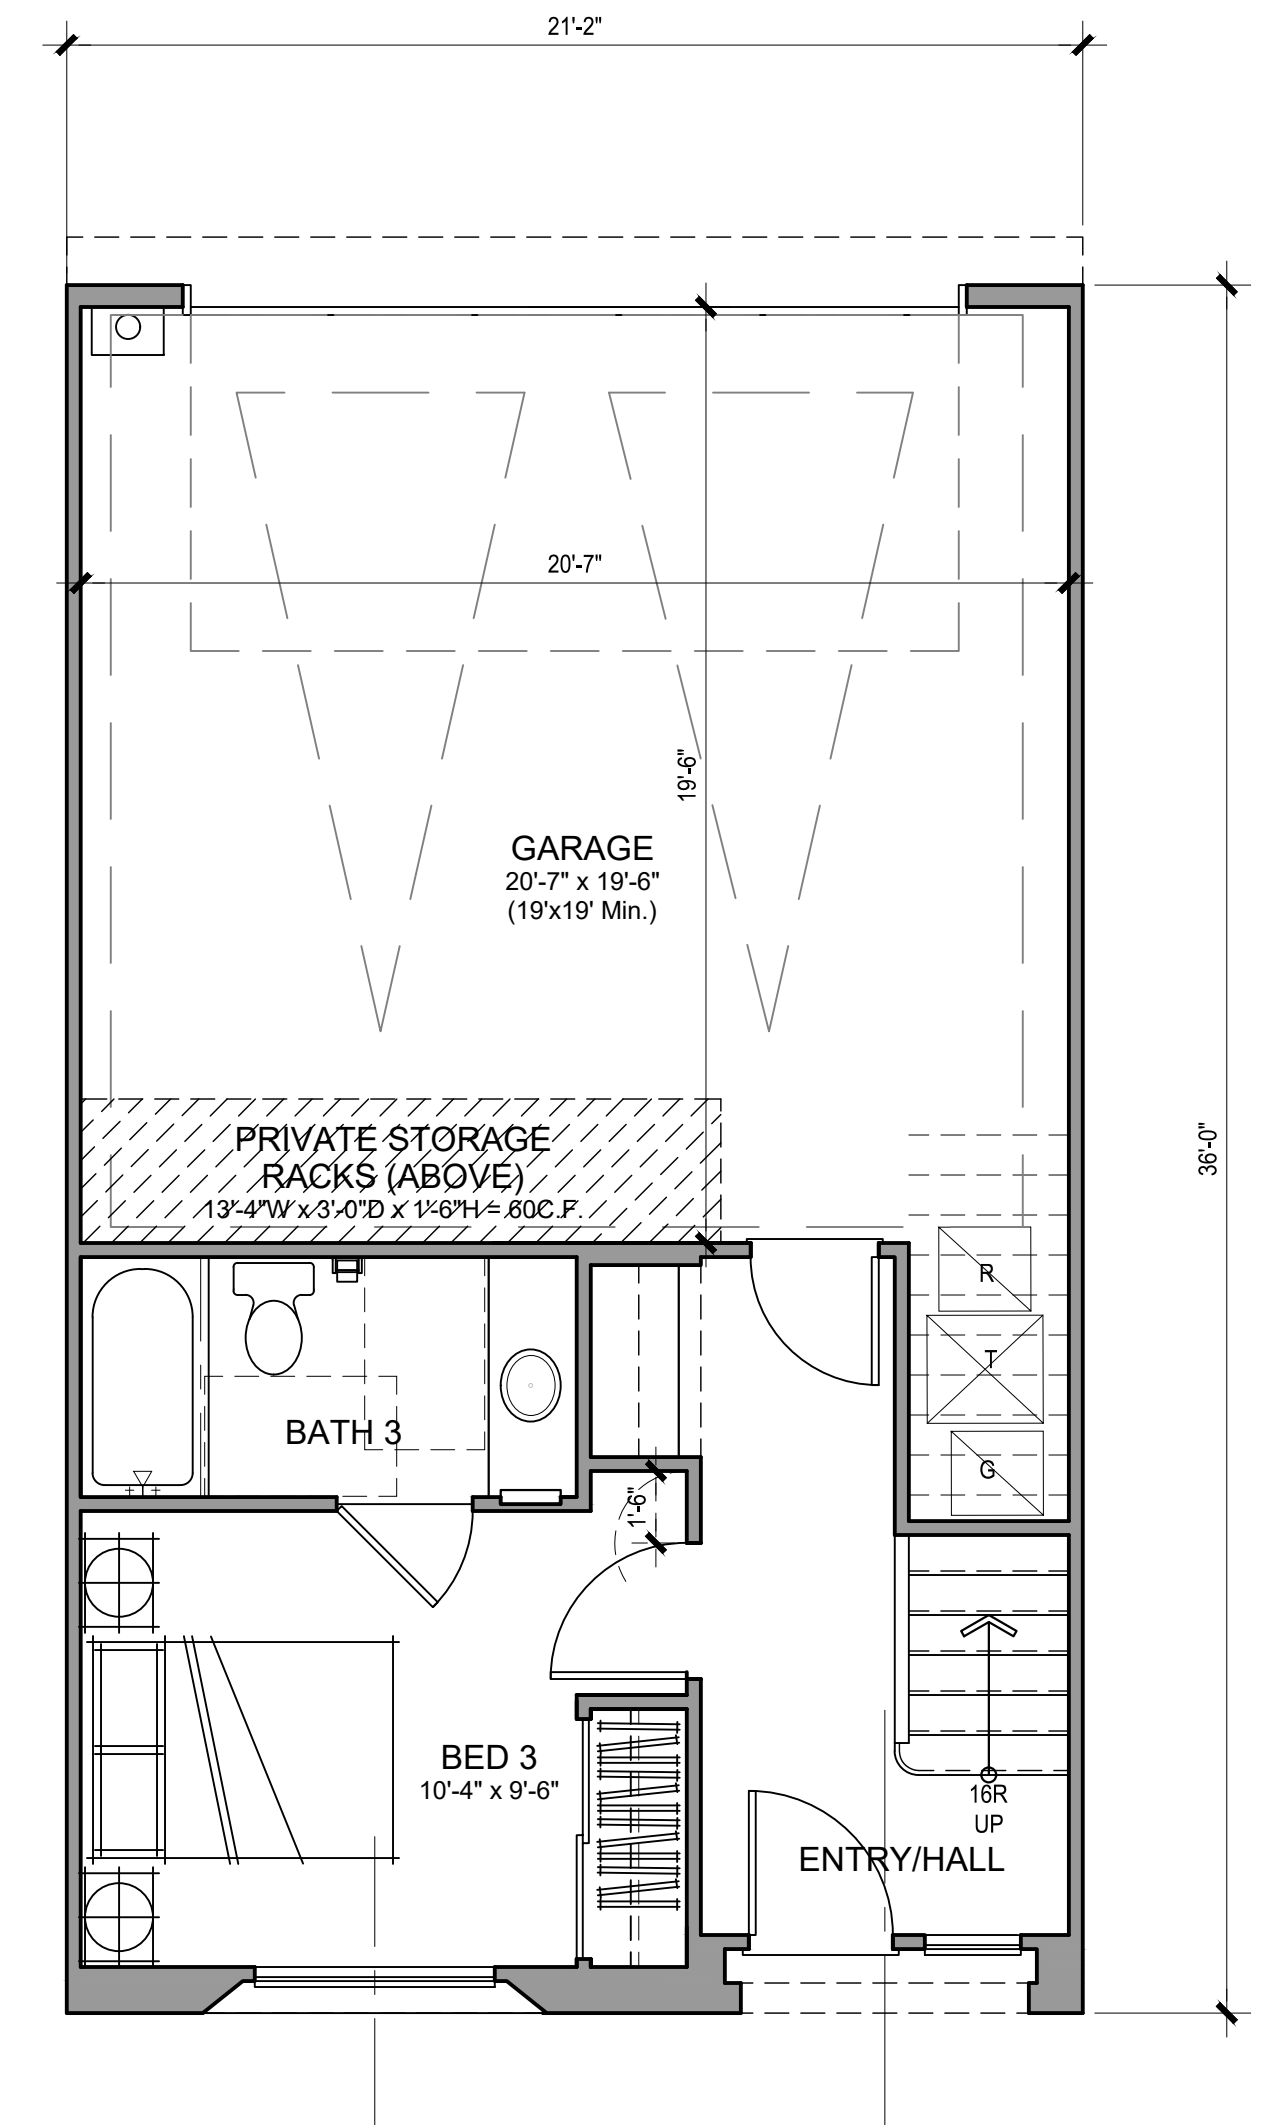 21'-2"
20'-7"
19'-6"
GARAGE
20'-7" x 19'-6"
(19'x19' Min.)
36'-0"
PRIVATE STORAGE
RACKS (ABOVE)
13'-4"W x 3'-0"D x 1'-6"H = 60C.F.
R
T
G
BATH 3
1'-6"
BED 3
10'-4" x 9'-6"
16R
UP
ENTRY/HALL